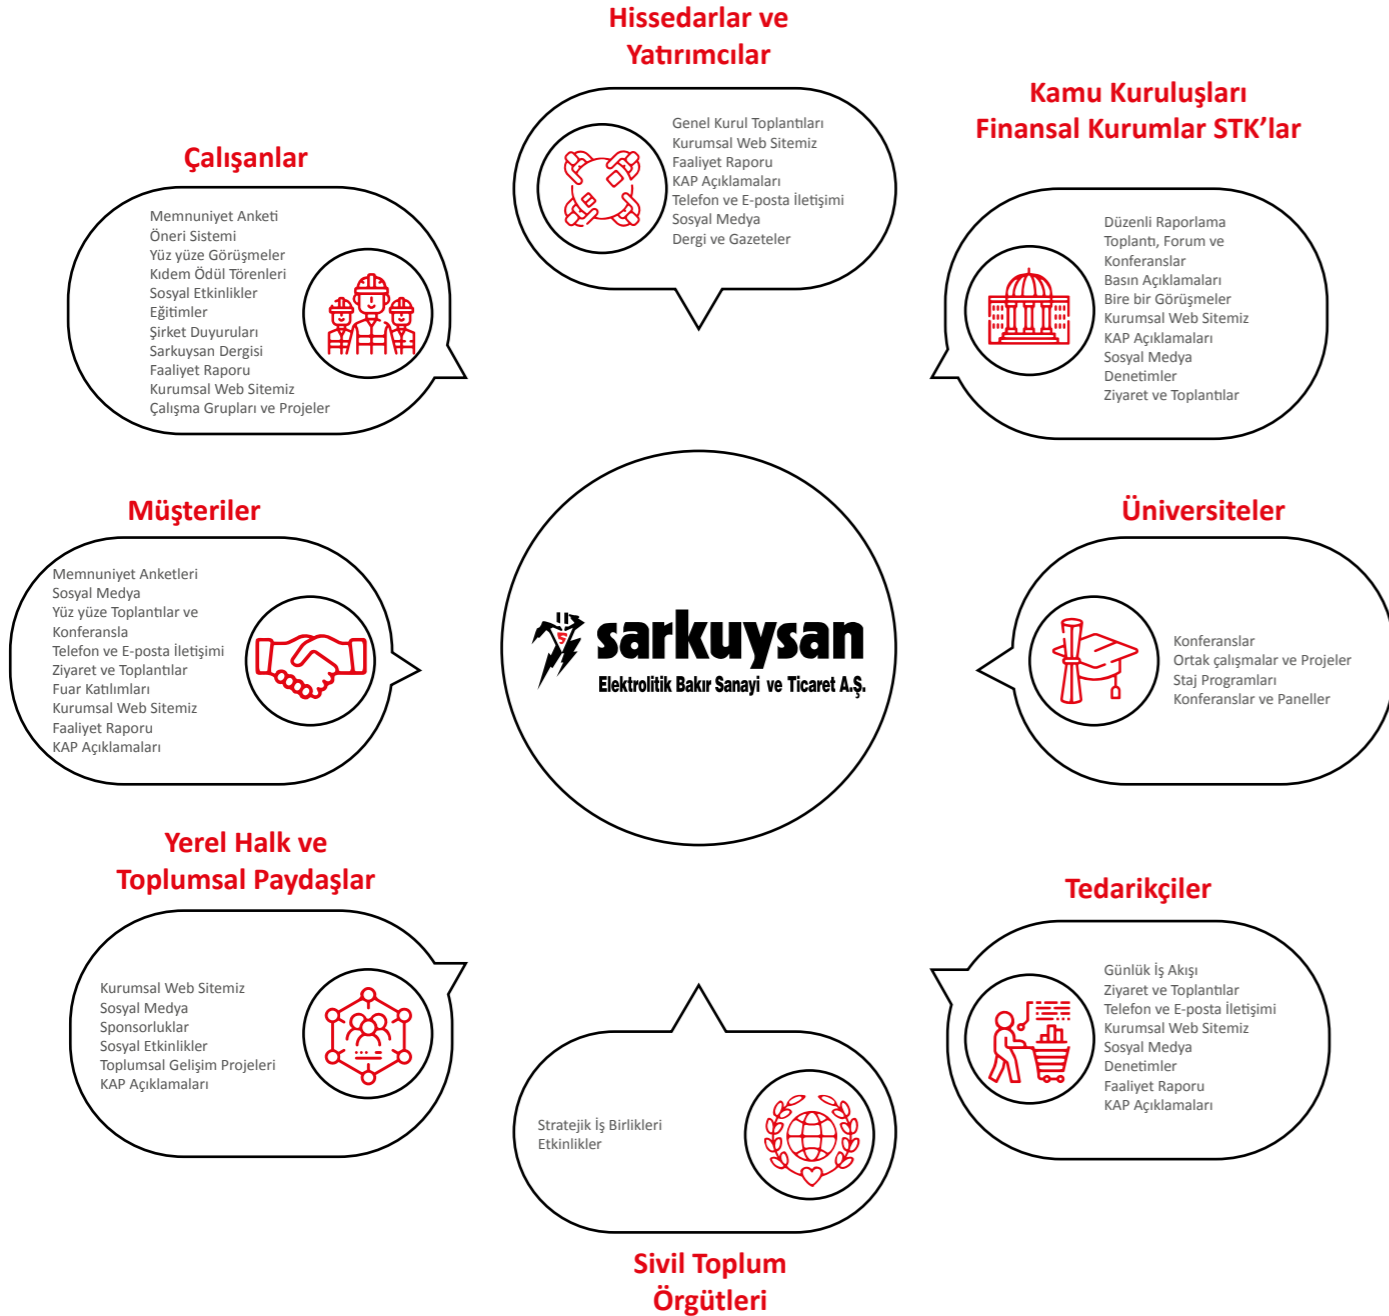 Hissedarlar ve
Yatırımcılar
Genel Kurul Toplantıları
Kurumsal Web Sitemiz
Faaliyet Raporu
KAP Açıklamaları
Telefon ve E-posta İletişimi
Sosyal Medya
Dergi ve Gazeteler
Kamu Kuruluşları
Finansal Kurumlar STK’lar
Düzenli Raporlama
Toplantı, Forum ve
Konferanslar
Basın Açıklamaları
Bire bir Görüşmeler
Kurumsal Web Sitemiz
KAP Açıklamaları
Sosyal Medya
Denetimler
Ziyaret ve Toplantılar
Çalışanlar
Memnuniyet Anketi
Öneri Sistemi
Yüz yüze Görüşmeler
Kıdem Ödül Törenleri
Sosyal Etkinlikler
Eğitimler
Şirket Duyuruları
Sarkuysan Dergisi
Faaliyet Raporu
Kurumsal Web Sitemiz
Çalışma Grupları ve Projeler
Müşteriler
Memnuniyet Anketleri
Sosyal Medya
Yüz yüze Toplantılar ve
Konferansla
Telefon ve E-posta İletişimi
Ziyaret ve Toplantılar
Fuar Katılımları
Kurumsal Web Sitemiz
Faaliyet Raporu
KAP Açıklamaları
Ş
sarkuysan
Elektrolitik Bakır Sanayi ve Ticaret A.Ş.
Üniversiteler
Konferanslar
Ortak çalışmalar ve Projeler
Staj Programları
Konferanslar ve Paneller
Yerel Halk ve
Toplumsal Paydaşlar
Kurumsal Web Sitemiz
Sosyal Medya
Sponsorluklar
Sosyal Etkinlikler
Toplumsal Gelişim Projeleri
KAP Açıklamaları
Tedarikçiler
Günlük İş Akışı
Ziyaret ve Toplantılar
Telefon ve E-posta İletişimi
Kurumsal Web Sitemiz
Sosyal Medya
Denetimler
Faaliyet Raporu
KAP Açıklamaları
Stratejik İş Birlikleri
Etkinlikler
Sivil Toplum
Örgütleri